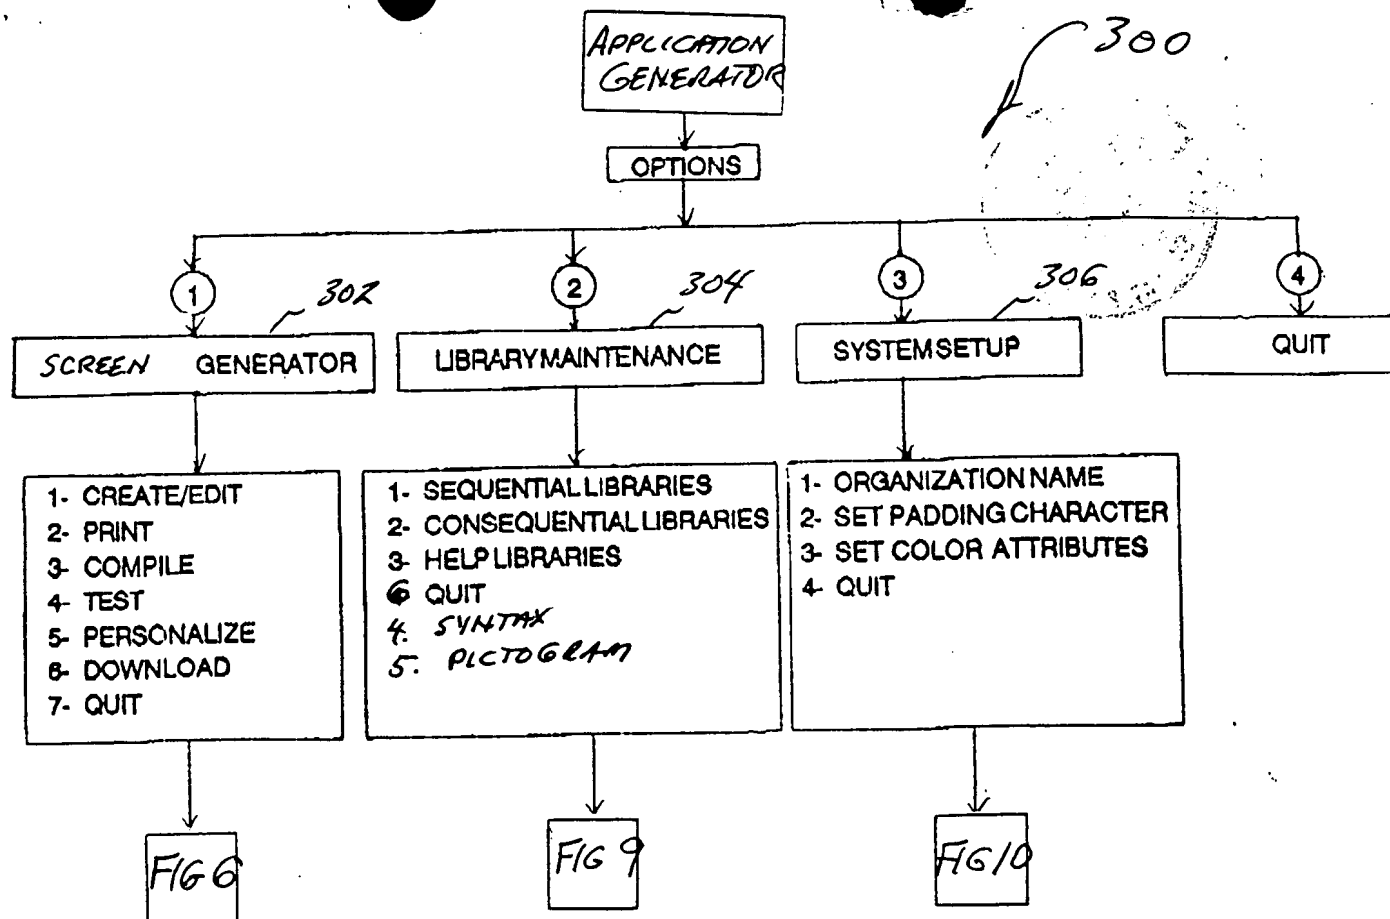 APPLICATION
GENERATOR
300
OPTIONS
1
2
3
4
302
304
306
SCREEN GENERATOR
LIBRARY MAINTENANCE
SYSTEM SETUP
QUIT
1- CREATE/EDIT
2- PRINT
3- COMPILE
4- TEST
5- PERSONALIZE
6- DOWNLOAD
7- QUIT
1- SEQUENTIAL LIBRARIES
2- CONSEQUENTIAL LIBRARIES
3- HELP LIBRARIES
6 QUIT
4. SYNTAX
5. PICTOGRAM
1- ORGANIZATION NAME
2- SET PADDING CHARACTER
3- SET COLOR ATTRIBUTES
4- QUIT
FIG 6
FIG 9
FIG 10